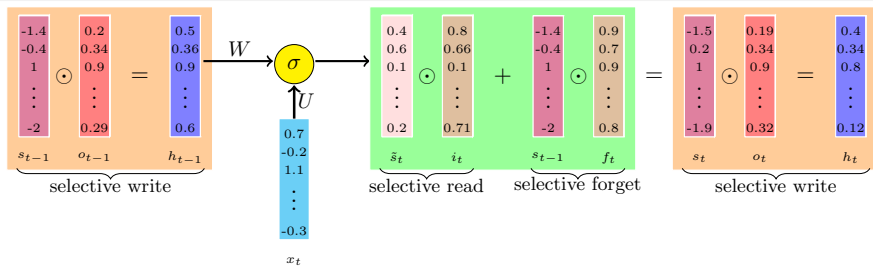 -1.4 0.2 0.5 0.4 0.8 -1.4 0.9 -1.5 0.19 0.4
-0.4 0.34 0.36 W σ 0.6 0.66 -0.4 0.7 0.2 0.34 0.34
1 ⊙ 0.9 = 0.9 0.1 ⊙ 0.1 + 1 ⊙ 0.9 = 1 ⊙ 0.9 = 0.8
⋮ ⋮ ⋮ U ⋮ ⋮ ⋮ ⋮ ⋮ ⋮ ⋮
-2 0.29 0.6 0.2 0.71 -2 0.8 -1.9 0.32 0.12
s_{t−1} o_{t−1} h_{t−1} s̃_t i_t s_{t−1} f_t s_t o_t h_t
selective write selective read selective forget selective write
0.7
-0.2
1.1
⋮
-0.3
x_t